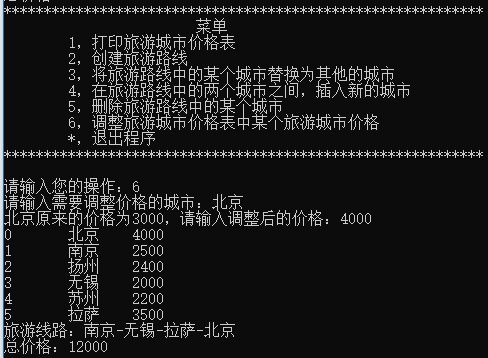 ************************************************************
菜单
1, 打印旅游城市价格表
2, 创建旅游路线
3, 将旅游路线中的某个城市替换为其他的城市
4, 在旅游路线中的两个城市之间, 插入新的城市
5, 删除旅游路线中的某个城市
6, 调整旅游城市价格表中某个旅游城市价格
*, 退出程序
************************************************************
请输入您的操作: 6
请输入需要调整价格的城市: 北京
北京原来的价格为3000, 请输入调整后的价格: 4000
0 北京 4000
1 南京 2500
2 扬州 2400
3 无锡 2000
4 苏州 2200
5 拉萨 3500
旅游线路: 南京-无锡-拉萨-北京
总价格: 12000